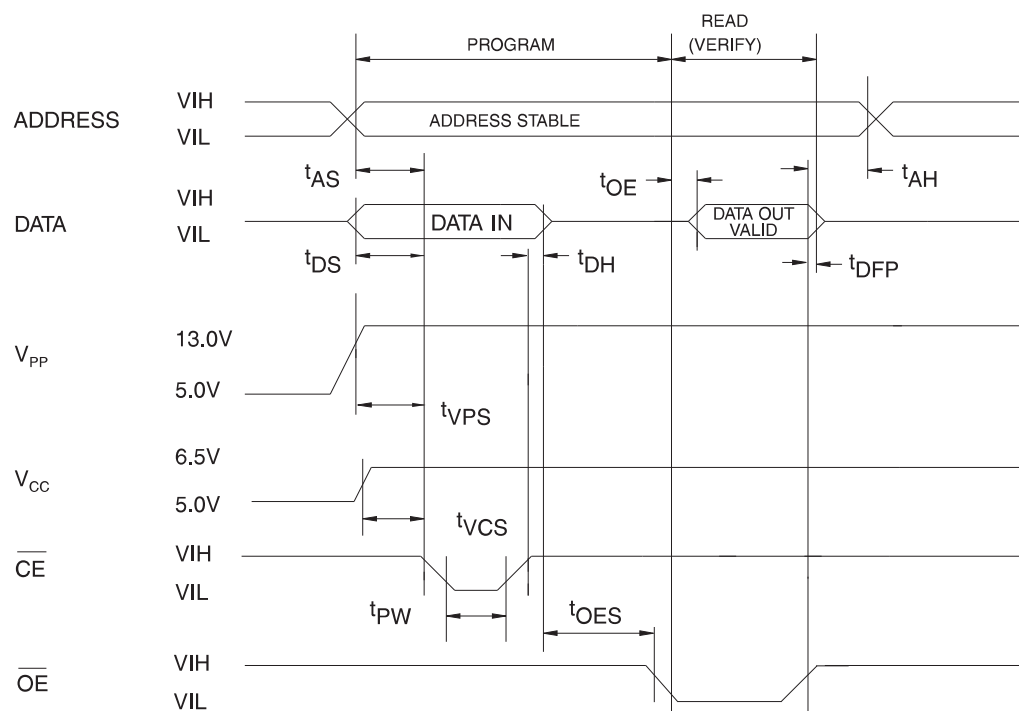 READ
(VERIFY)
PROGRAM
ADDRESS
VIH
VIL
ADDRESS STABLE
tAS
tOE
tAH
DATA
VIH
VIL
DATA IN
DATA OUT
VALID
tDS
tDH
tDFP
VPP
13.0V
5.0V
tVPS
VCC
6.5V
5.0V
tVCS
CE
VIH
VIL
tPW
tOES
OE
VIH
VIL